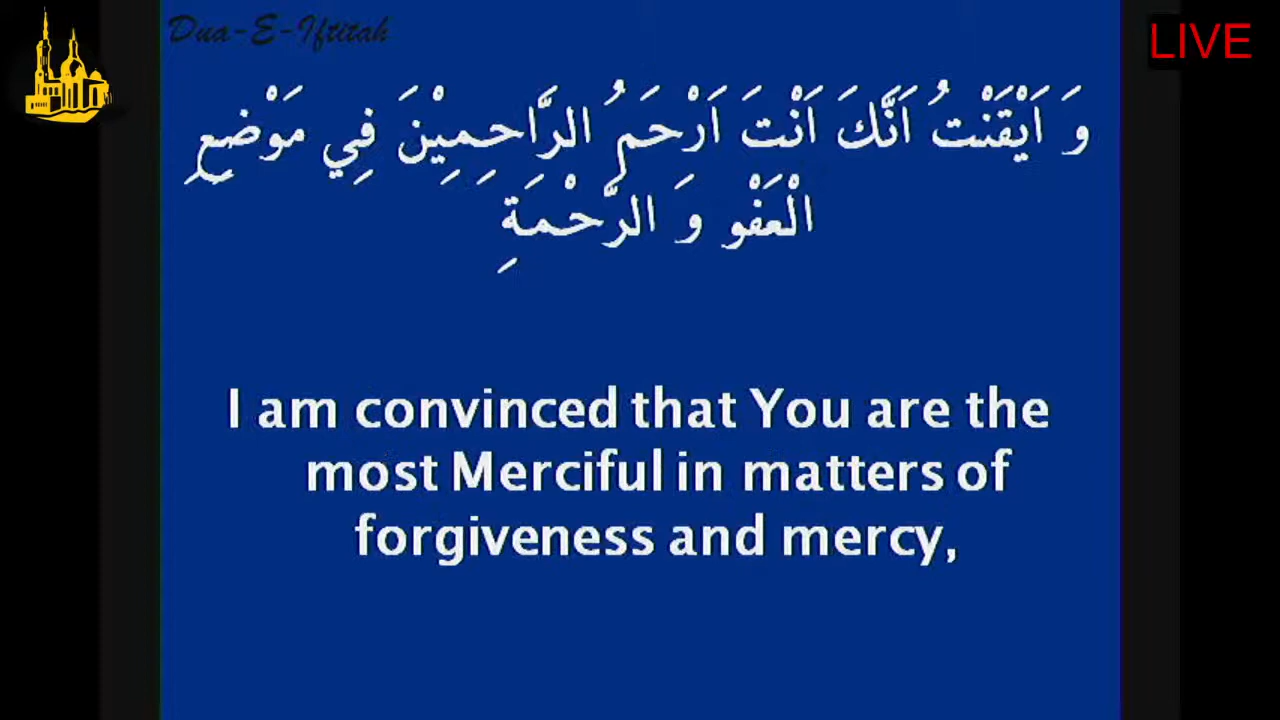 Dua-E-Iftitah
LIVE
وَ اَيْقَنْتُ اَنَّكَ اَنْتَ اَرْحَمُ الرَّاحِمِيْنَ فِي مَوْضِعِ
الْعَفْوِ وَ الرَّحْمَةِ
I am convinced that You are the
most Merciful in matters of
forgiveness and mercy,